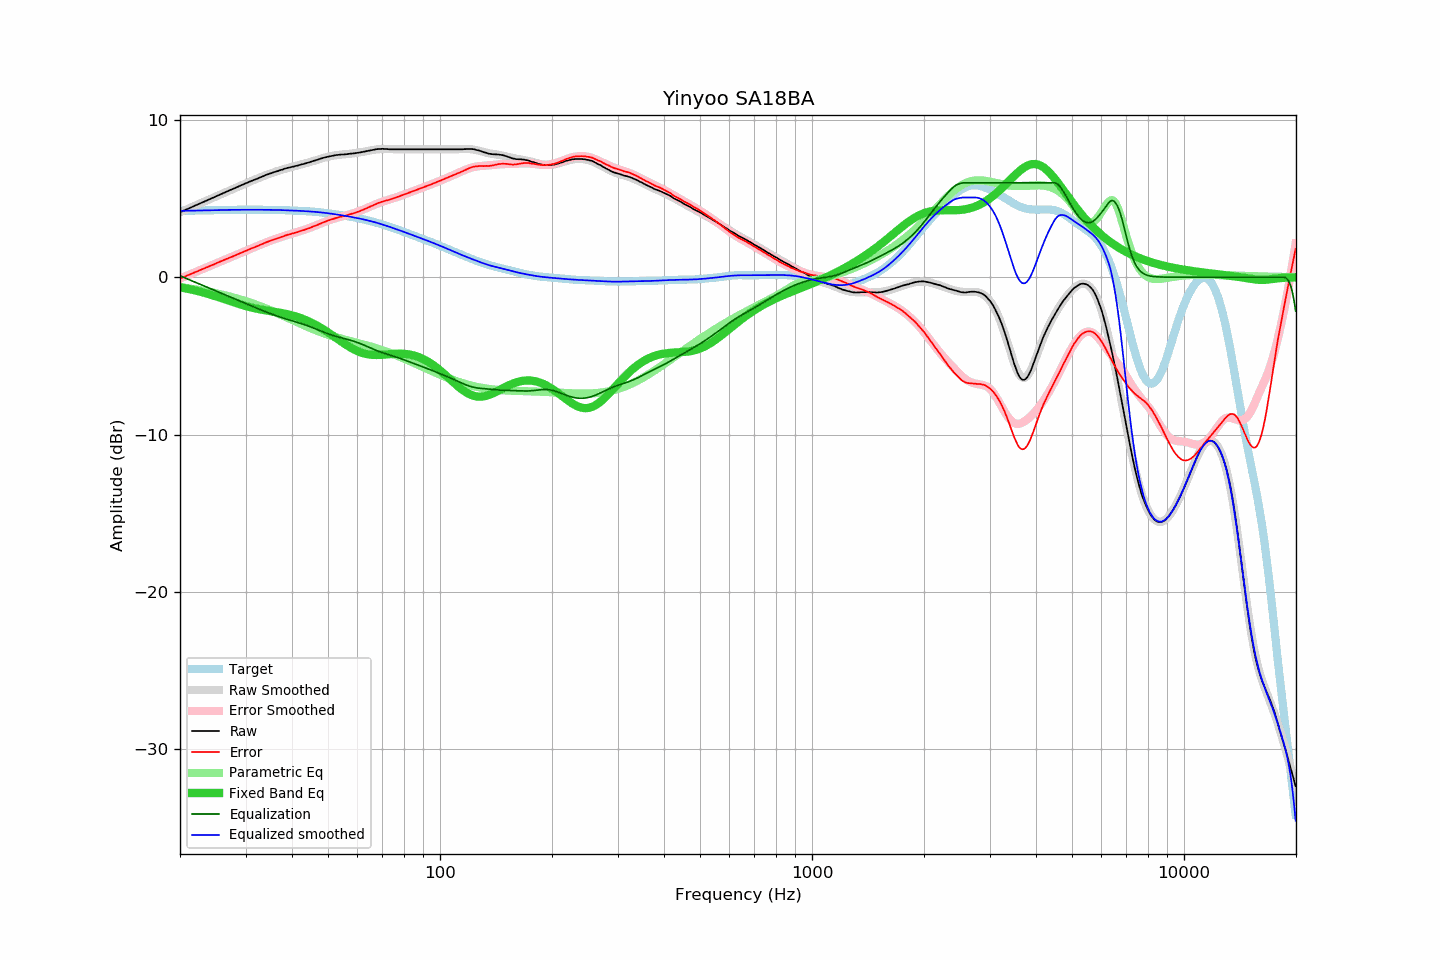 Yinyoo SA18BA
10
0
−10
−20
−30
Amplitude (dBr)
Target
Raw Smoothed
Error Smoothed
Raw
Error
Parametric Eq
Fixed Band Eq
Equalization
Equalized smoothed
100
1000
10000
Frequency (Hz)